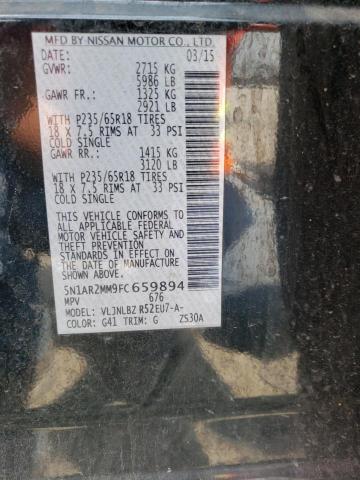 MFD BY NISSAN MOTOR CO., LTD.
DATE: 03/15
GVWR: 2715 KG
5986 LB
GAWR FR.: 1325 KG
2921 LB
WITH P235/65R18 TIRES
18 X 7.5 RIMS AT 33 PSI
COLD SINGLE
GAWR RR.: 1415 KG
3120 LB
WITH P235/65R18 TIRES
18 X 7.5 RIMS AT 33 PSI
COLD SINGLE
THIS VEHICLE CONFORMS TO
ALL APPLICABLE FEDERAL
MOTOR VEHICLE SAFETY AND
THEFT PREVENTION
STANDARDS IN EFFECT ON THE
DATE OF MANUFACTURE
SHOWN ABOVE.
5N1AR2MM9FC659894
MPV 676
MODEL: VLJNLBZ R52EU7-A-
COLOR: G41 TRIM: G ZS30A